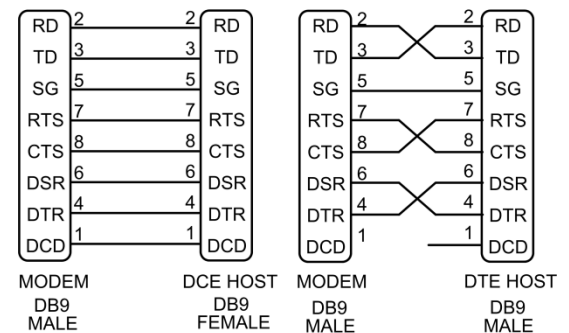 RD 2 2 RD RD 2 2 RD
TD 3 3 TD TD 3 3 TD
SG 5 5 SG SG 5 5 SG
RTS 7 7 RTS RTS 7 7 RTS
CTS 8 8 CTS CTS 8 8 CTS
DSR 6 6 DSR DSR 6 6 DSR
DTR 4 4 DTR DTR 4 4 DTR
DCD 1 1 DCD DCD 1 1 DCD
MODEM DCE HOST MODEM DTE HOST
DB9 DB9 DB9 DB9
MALE FEMALE MALE MALE